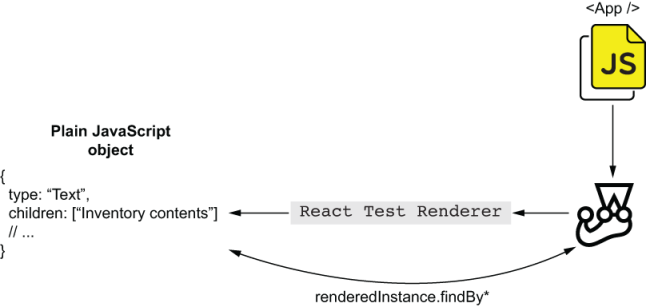 <App />
JS
Plain JavaScript
object
{
type: “Text”,
children: [“Inventory contents”]
// ...
}
React Test Renderer
renderedInstance.findBy*